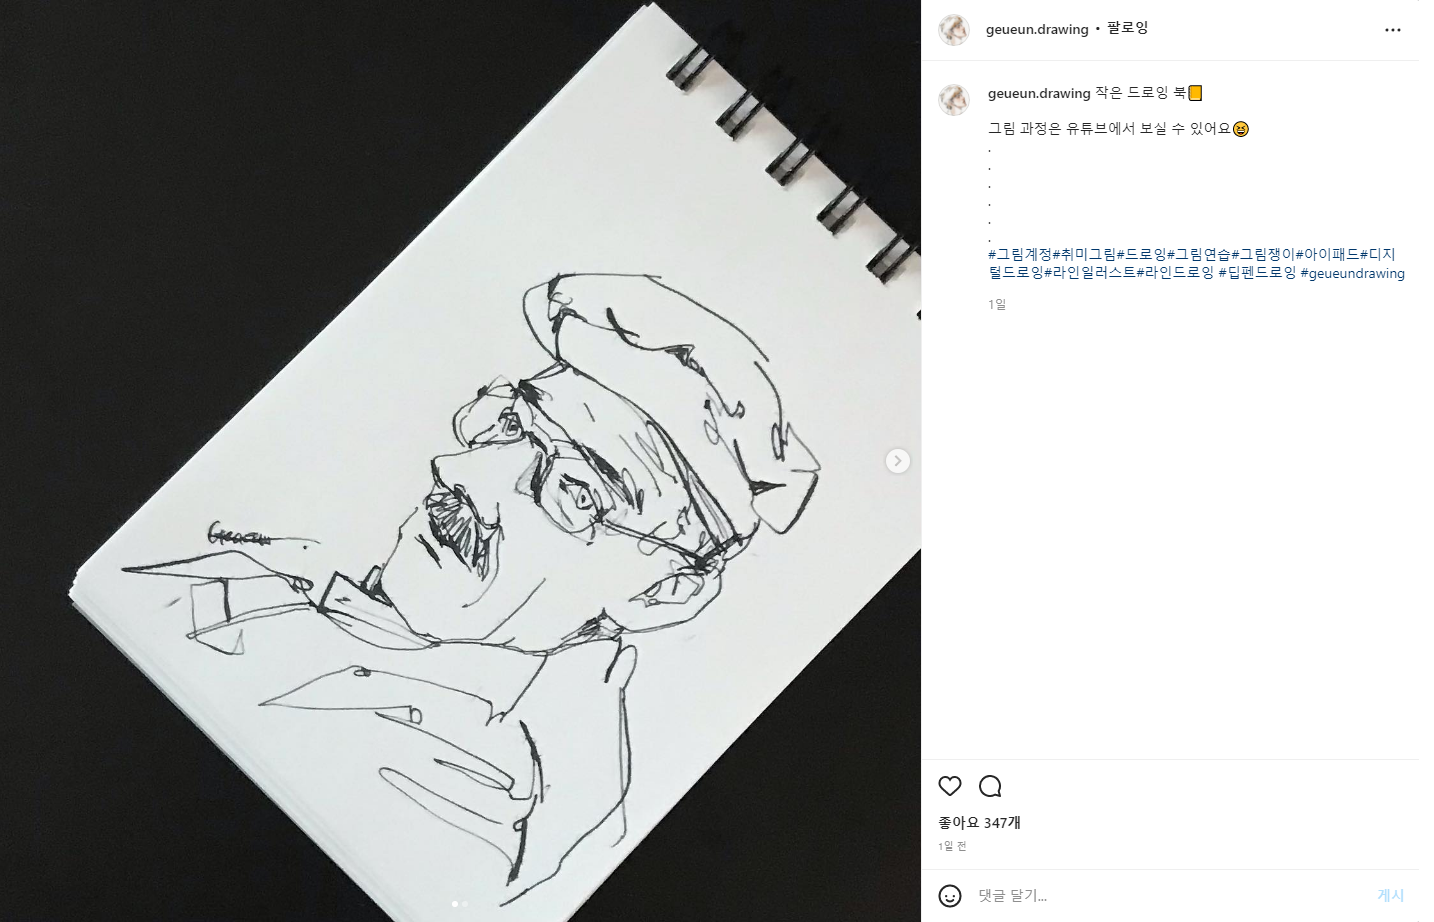 geueun.drawing • 팔로잉
geueun.drawing 작은 드로잉 북📒
그림 과정은 유튜브에서 보실 수 있어요😆
.
.
.
.
.
.
#그림계정#취미그림#드로잉#그림연습#그림쟁이#아이패드#디지
털드로잉#라인일러스트#라인드로잉 #딥펜드로잉 #geueundrawing
1일
좋아요 347개
1일 전
댓글 달기...
게시